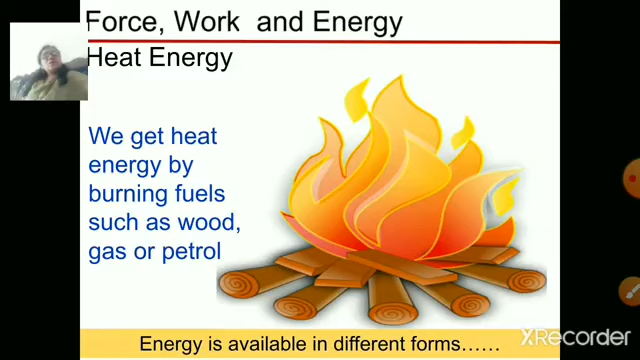 Force, Work and Energy
Heat Energy
We get heat
energy by
burning fuels
such as wood,
gas or petrol
Energy is available in different forms......
XRecorder